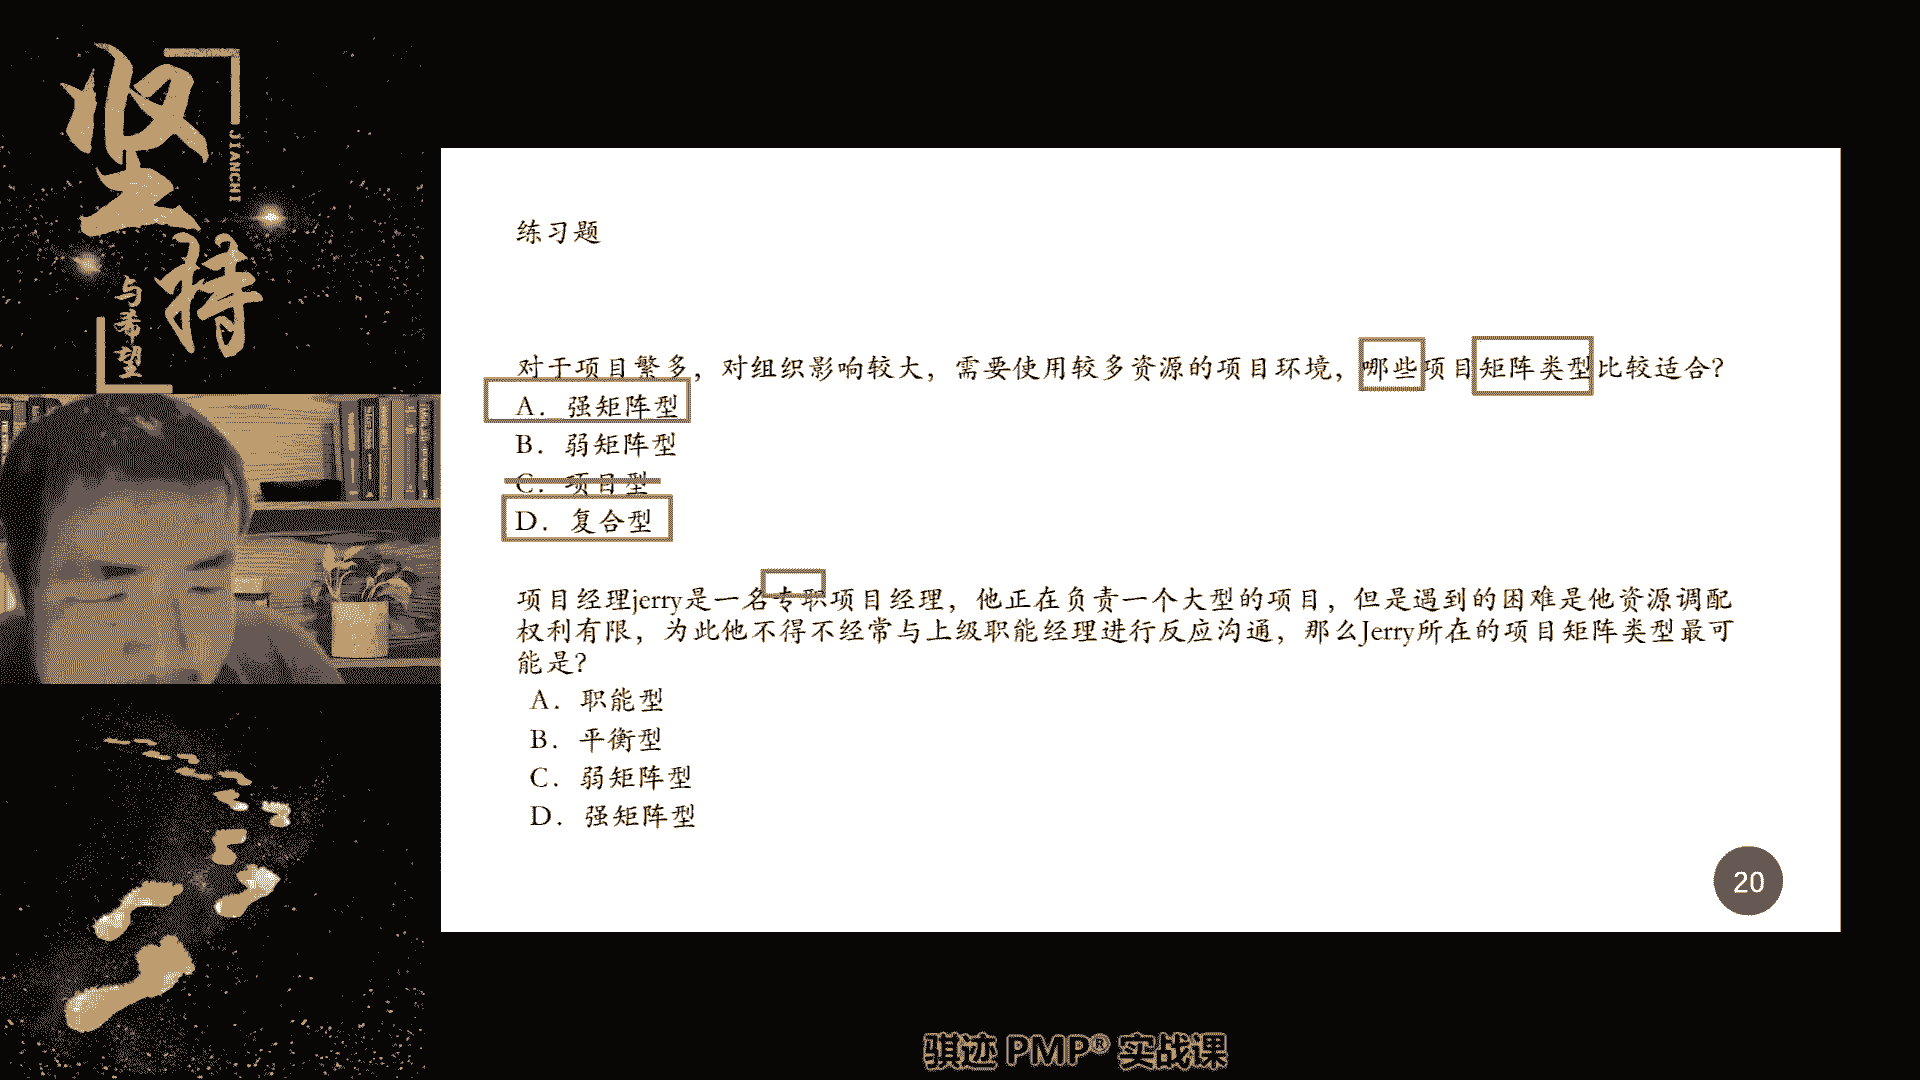 坚持
JIANCHI
与希望
练习题
对于项目繁多，对组织影响较大，需要使用较多资源的项目环境，哪些项目矩阵类型比较适合？
A. 强矩阵型
B. 弱矩阵型
C. 项目型
D. 复合型
项目经理jerry是一名专职项目经理，他正在负责一个大型的项目，但是遇到的困难是他资源调配
权利有限，为此他不得不经常与上级职能经理进行反应沟通，那么Jerry所在的项目矩阵类型最可
能是？
A. 职能型
B. 平衡型
C. 弱矩阵型
D. 强矩阵型
20
骐迹 PMP® 实战课